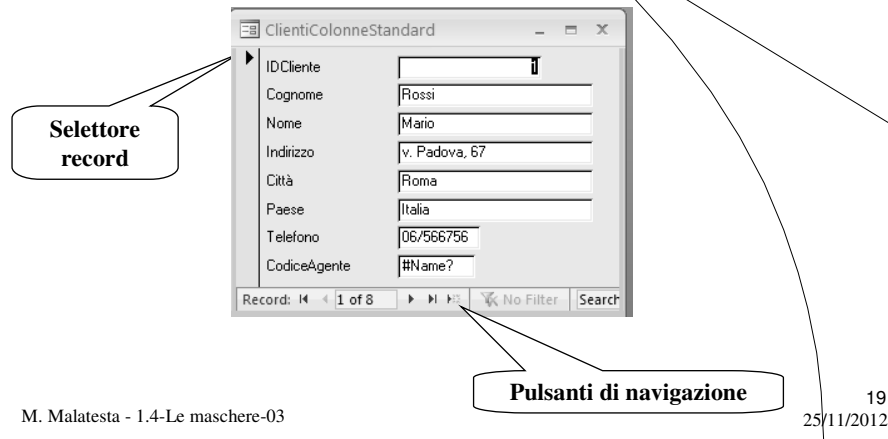 ClientiColonneStandard
IDCliente 1
Cognome Rossi
Nome Mario
Indirizzo v. Padova, 67
Città Roma
Paese Italia
Telefono 06/566756
CodiceAgente #Name?
Record: 1 of 8 No Filter Search
Selettore
record
Pulsanti di navigazione
M. Malatesta - 1.4-Le maschere-03
19
25/11/2012